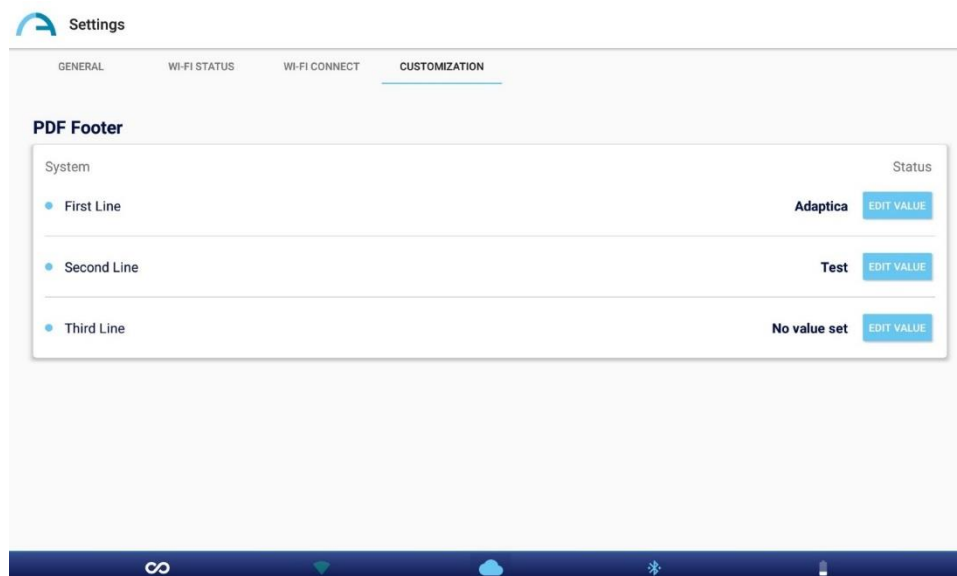 Settings
GENERAL WI-FI STATUS WI-FI CONNECT CUSTOMIZATION
PDF Footer
System Status
First Line Adaptica EDIT VALUE
Second Line Test EDIT VALUE
Third Line No value set EDIT VALUE